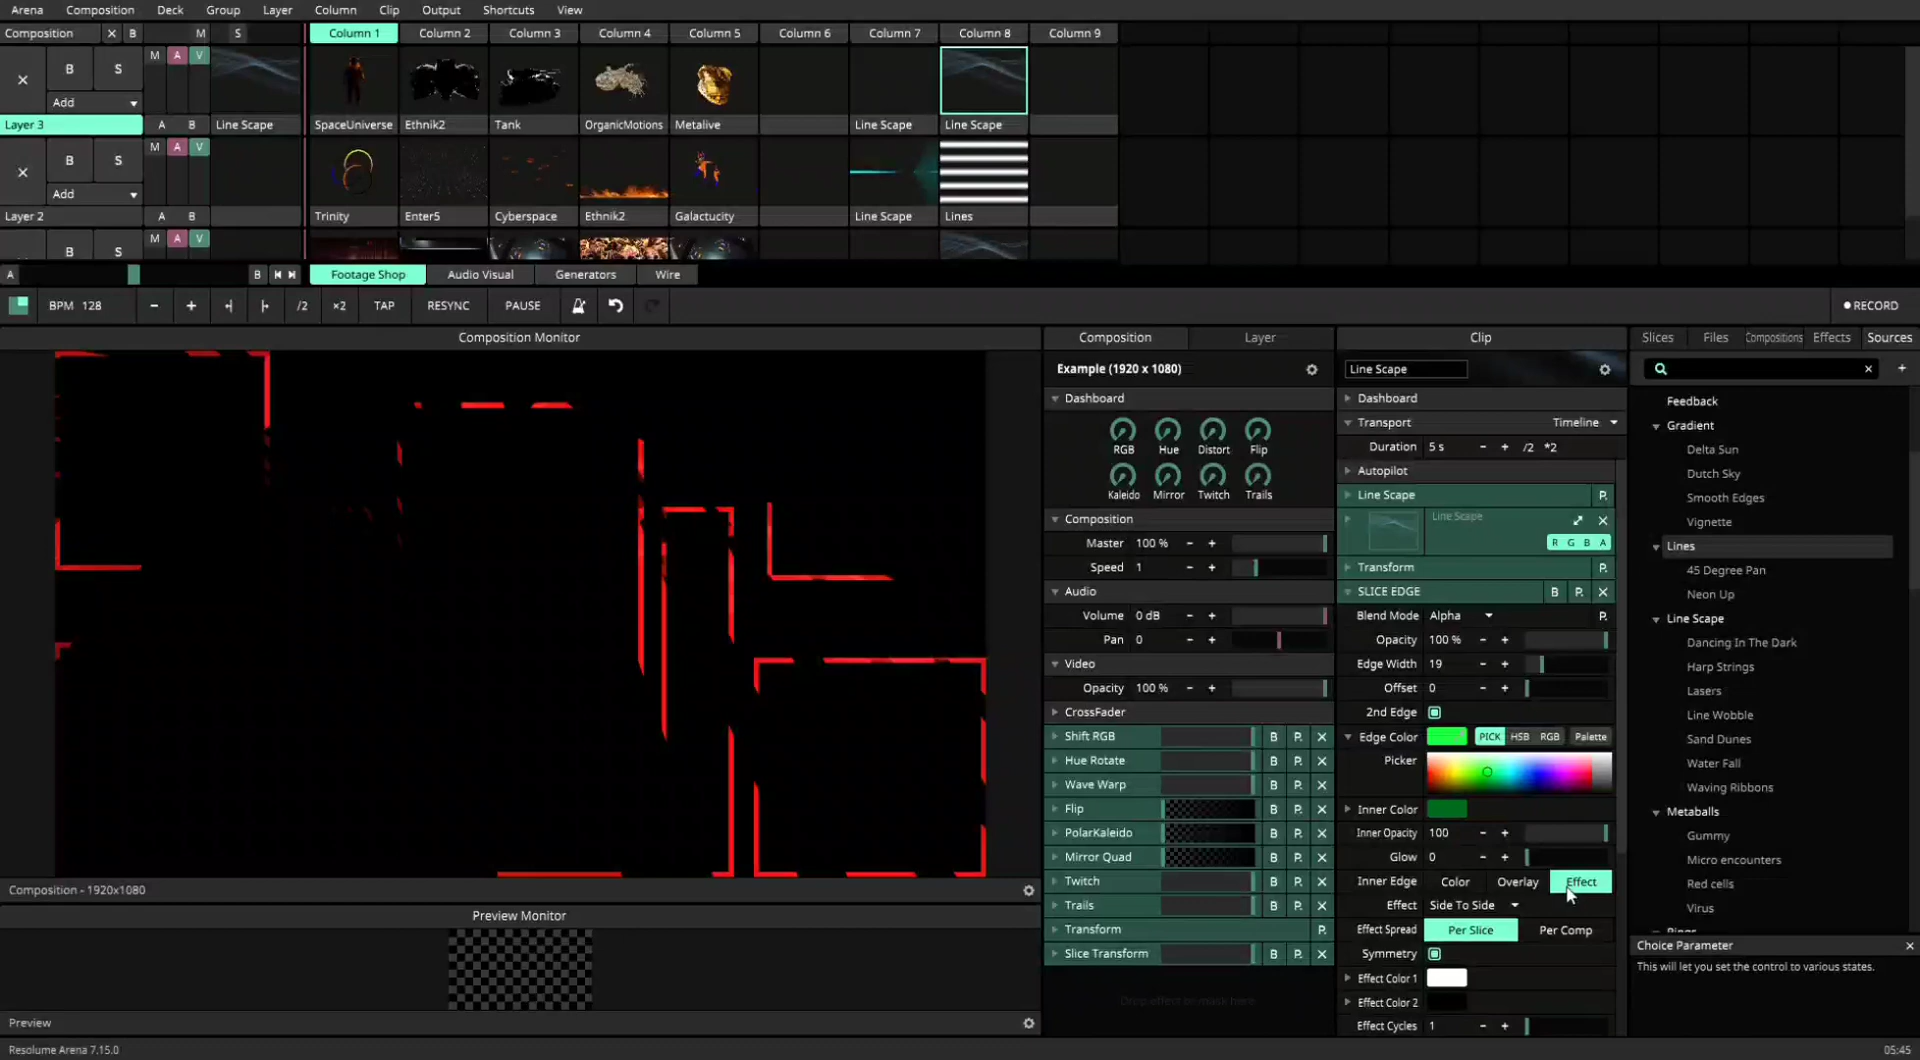 Arena Composition Deck Group Layer Column Clip Output Shortcuts View
Composition B M S Column 1 Column 2 Column 3 Column 4 Column 5 Column 6 Column 7 Column 8 Column 9
B S M A V
Add
Layer 3 A B Line Scape SpaceUniverse Ethnik2 Tank OrganicMotions Metalive Line Scape Line Scape
B S M A V
Add
Layer 2 A B Trinity Enter5 Cyberspace Ethnik2 Galactucity Line Scape Lines
B S M A V
A B Footage Shop Audio Visual Generators Wire
BPM 128 - + /2 ×2 TAP RESYNC PAUSE RECORD
Composition Monitor
Composition - 1920x1080
Preview Monitor
Preview
Composition Layer
Example (1920 x 1080)
Dashboard
RGB Hue Distort Flip
Kaleido Mirror Twitch Trails
Composition
Master 100 % - +
Speed 1 - +
Audio
Volume 0 dB - +
Pan 0 - +
Video
Opacity 100 % - +
CrossFader
Shift RGB B P.
Hue Rotate B P.
Wave Warp B P.
Flip B P.
PolarKaleido B P.
Mirror Quad B P.
Twitch B P.
Trails B P.
Transform P.
Slice Transform B P.
Drop effect or mask here
Clip
Line Scape
Dashboard
Transport Timeline
Duration 5 s - + /2 *2
Autopilot
Line Scape P.
Line Scape
R G B A
Transform P.
SLICE EDGE B P.
Blend Mode Alpha P.
Opacity 100 % - +
Edge Width 19 - +
Offset 0 - +
2nd Edge
Edge Color PICK HSB RGB Palette
Picker
Inner Color
Inner Opacity 100 - +
Glow 0 - +
Inner Edge Color Overlay Effect
Effect Side To Side
Effect Spread Per Slice Per Comp
Symmetry
Effect Color 1
Effect Color 2
Effect Cycles 1 - +
Slices Files Compositions Effects Sources
Feedback
Gradient
Delta Sun
Dutch Sky
Smooth Edges
Vignette
Lines
45 Degree Pan
Neon Up
Line Scape
Dancing In The Dark
Harp Strings
Lasers
Line Wobble
Sand Dunes
Water Fall
Waving Ribbons
Metaballs
Gummy
Micro encounters
Red cells
Virus
Choice Parameter
This will let you set the control to various states.
Resolume Arena 7.15.0
05:45